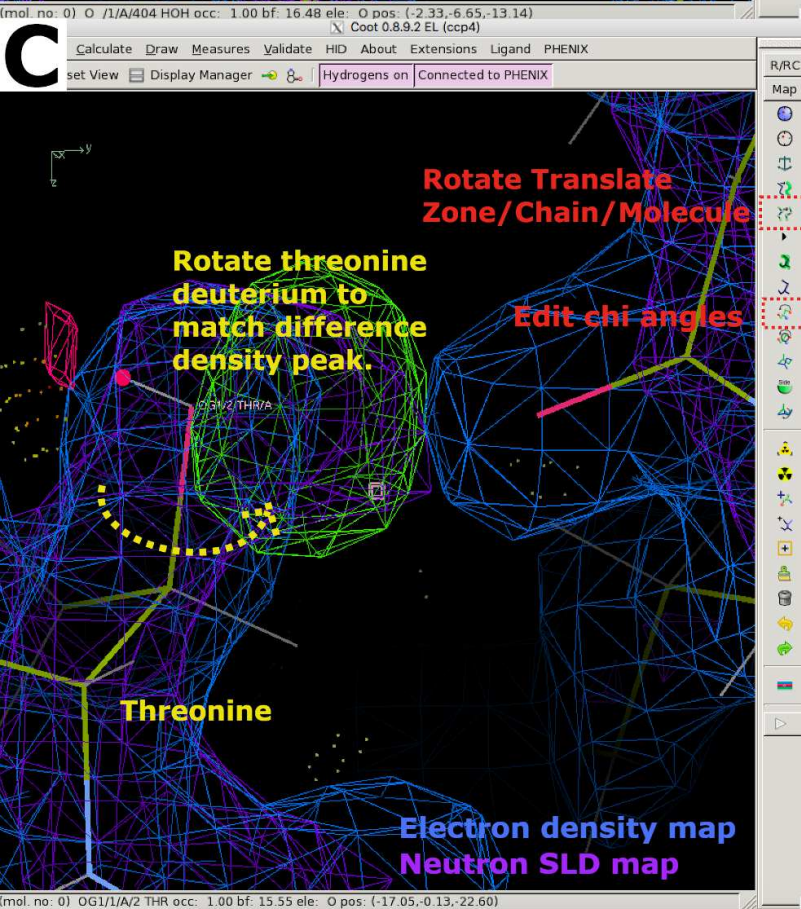 (mol. no: 0) O /1/A/404 HOH occ: 1.00 bf: 16.48 ele: O pos: (-2.33,-6.65,-13.14)
C
Coot 0.8.9.2 EL (ccp4)
Calculate Draw Measures Validate HID About Extensions Ligand PHENIX
set View Display Manager Hydrogens on Connected to PHENIX
R/RC
Map
x y
z
Rotate Translate
Zone/Chain/Molecule
Rotate threonine
deuterium to
match difference
density peak.
Edit chi angles
OG1/2 THR/A
Side
Threonine
Electron density map
Neutron SLD map
(mol. no: 0) OG1/1/A/2 THR occ: 1.00 bf: 15.55 ele: O pos: (-17.05,-0.13,-22.60)